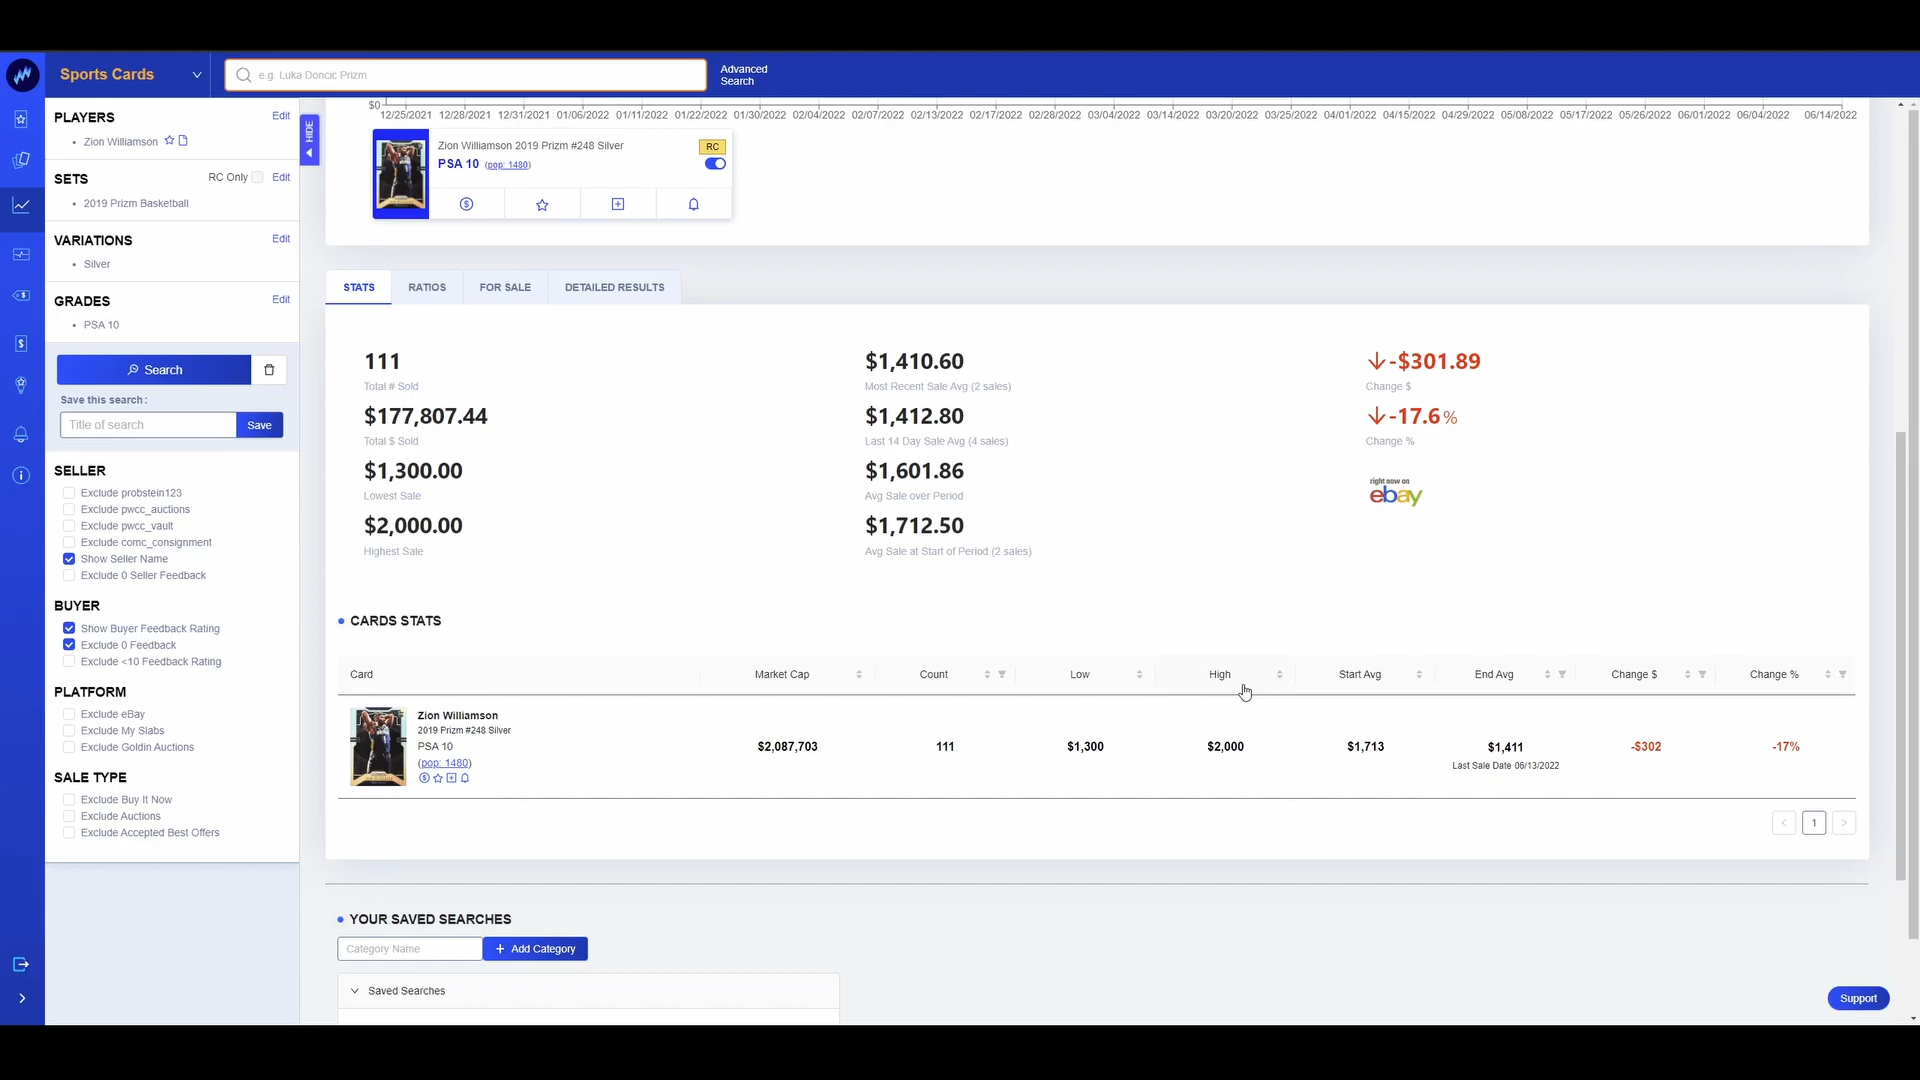 Sports Cards
e.g. Luka Doncic Prizm
Advanced
Search
PLAYERS
Edit
Zion Williamson
SETS
RC Only
Edit
2019 Prizm Basketball
VARIATIONS
Edit
Silver
GRADES
Edit
PSA 10
Search
Save this search:
Title of search
Save
SELLER
Exclude probstein123
Exclude pwcc_auctions
Exclude pwcc_vault
Exclude comc_consignment
Show Seller Name
Exclude 0 Seller Feedback
BUYER
Show Buyer Feedback Rating
Exclude 0 Feedback
Exclude <10 Feedback Rating
PLATFORM
Exclude eBay
Exclude My Slabs
Exclude Goldin Auctions
SALE TYPE
Exclude Buy It Now
Exclude Auctions
Exclude Accepted Best Offers
HIDE
$0
12/25/2021 12/28/2021 12/31/2021 01/06/2022 01/11/2022 01/22/2022 01/30/2022 02/04/2022 02/07/2022 02/13/2022 02/17/2022 02/28/2022 03/04/2022 03/14/2022 03/20/2022 03/25/2022 04/01/2022 04/15/2022 04/29/2022 05/08/2022 05/17/2022 05/26/2022 06/01/2022 06/04/2022 06/14/2022
Zion Williamson 2019 Prizm #248 Silver
RC
PSA 10 (pop: 1480)
STATS RATIOS FOR SALE DETAILED RESULTS
111
Total # Sold
$177,807.44
Total $ Sold
$1,300.00
Lowest Sale
$2,000.00
Highest Sale
$1,410.60
Most Recent Sale Avg (2 sales)
$1,412.80
Last 14 Day Sale Avg (4 sales)
$1,601.86
Avg Sale over Period
$1,712.50
Avg Sale at Start of Period (2 sales)
-$301.89
Change $
-17.6 %
Change %
right now on
ebay
CARDS STATS
Card Market Cap Count Low High Start Avg End Avg Change $ Change %
Zion Williamson
2019 Prizm #248 Silver
PSA 10
(pop: 1480)
$2,087,703 111 $1,300 $2,000 $1,713 $1,411 -$302 -17%
Last Sale Date 06/13/2022
1
YOUR SAVED SEARCHES
Category Name
+ Add Category
Saved Searches
Support